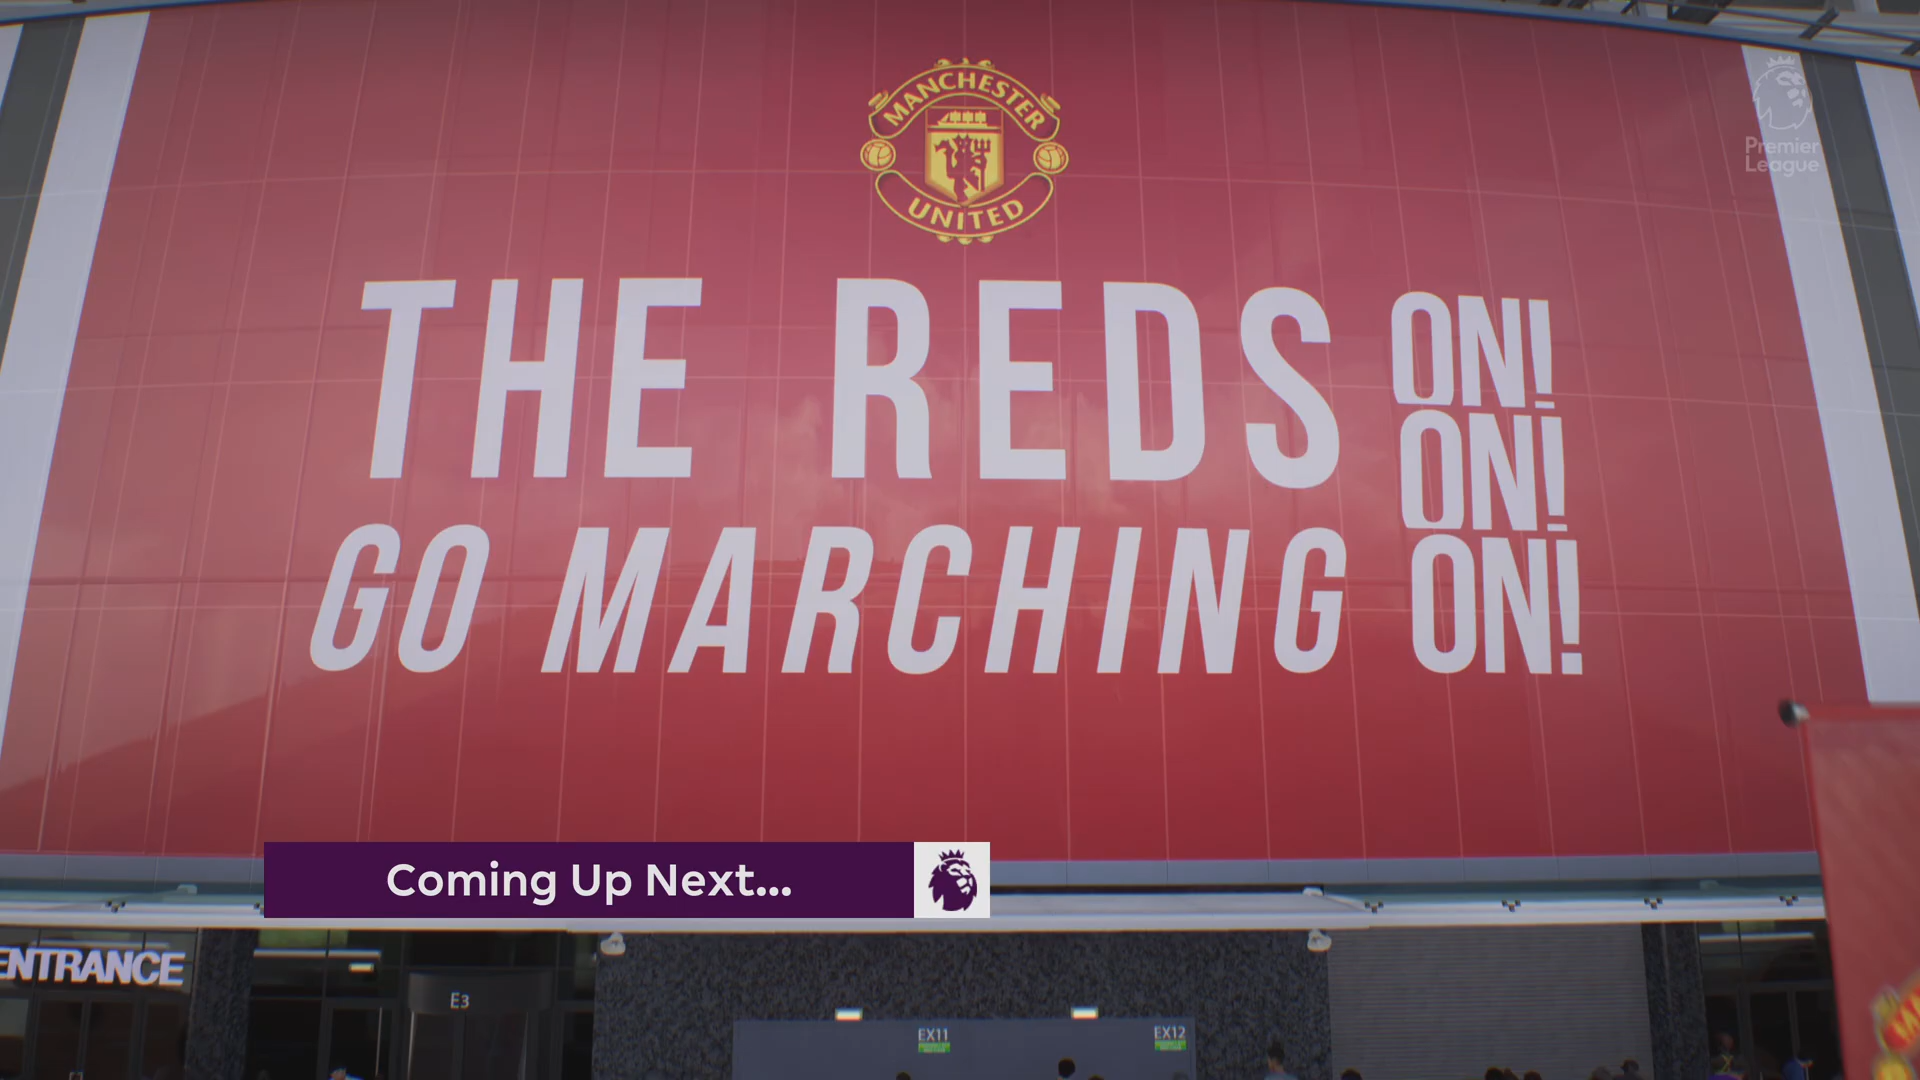 MANCHESTER
UNITED
Premier
League
THE REDS
ON!
ON!
GO MARCHING ON!
Coming Up Next...
ENTRANCE
E3
EX11
EX12